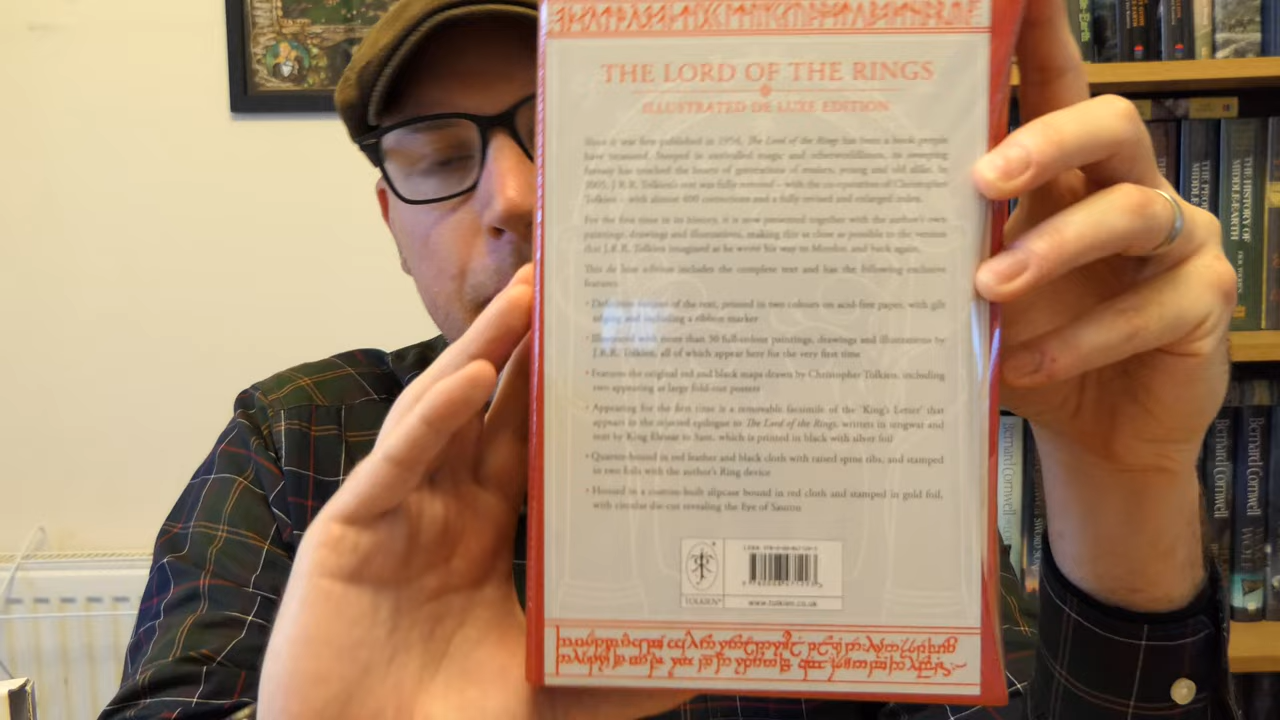 THE LORD OF THE RINGS
ILLUSTRATED DE LUXE EDITION
Since it was first published in 1954, The Lord of the Rings has been a book people
have treasured. Steeped in unrivalled magic and otherworldliness, its sweeping
fantasy has touched the hearts of generations of readers, young and old alike. In
2005, J.R.R. Tolkien's text was fully restored – with the co-operation of Christopher
Tolkien – with almost 400 corrections and a fully revised and enlarged index.
For the first time in its history, it is now presented together with the author's own
paintings, drawings and illustrations, making this as close as possible to the version
that J.R.R. Tolkien imagined as he wrote his way to Mordor, and back again.
This de luxe edition includes the complete text and has the following exclusive
features:
• Definitive of the text, printed in two colours on acid-free paper, with gilt
edging and including a ribbon marker
• Illustrated with more than 30 full-colour paintings, drawings and illustrations by
J.R.R. Tolkien, all of which appear here for the very first time
• Features the original red and black maps drawn by Christopher Tolkien, including
two appearing as large fold-out posters
• Appearing for the first time is a removable facsimile of the 'King's Letter' that
appears in the rejected epilogue to The Lord of the Rings, written in tengwar and
sent by King Elessar to Sam, which is printed in black with silver foil
• Quarter-bound in red leather and black cloth with raised spine ribs, and stamped
in two foils with the author's Ring device
• Housed in a custom-built slipcase bound in red cloth and stamped in gold foil,
with circular die-cut revealing the Eye of Sauron
TOLKIEN
www.tolkien.co.uk
THE HISTORY OF
MIDDLE-EARTH
Bernard Cornwell
Bernard Cornwell
Bernard Cornwell